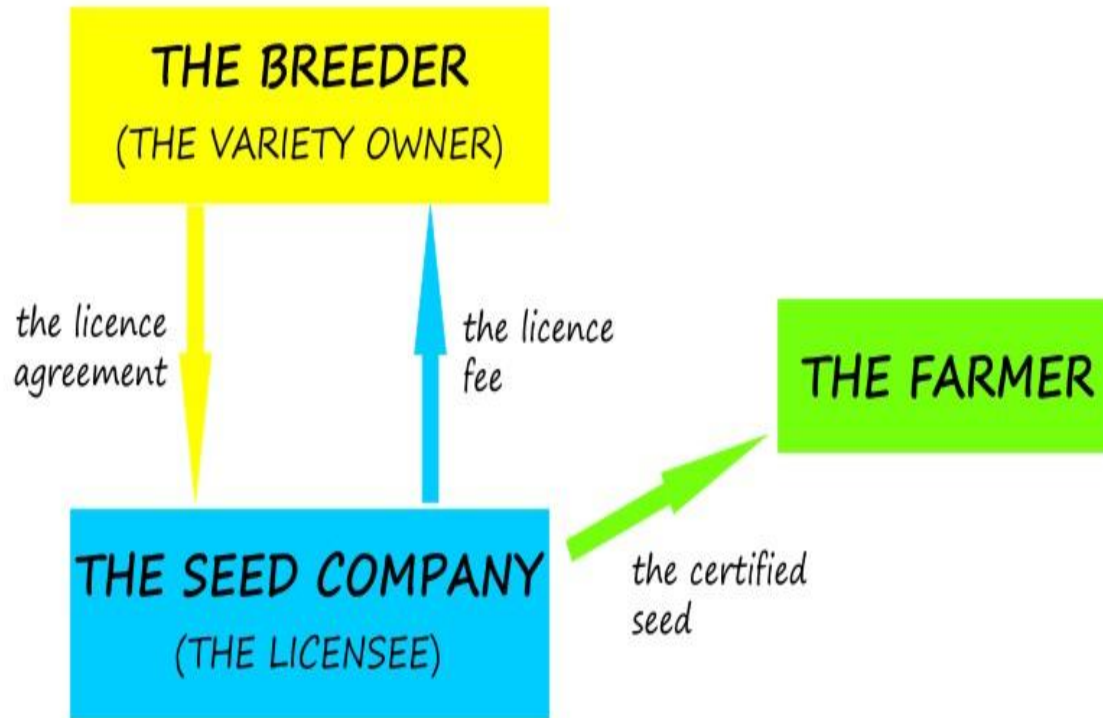 THE BREEDER
(THE VARIETY OWNER)
the licence
agreement
the licence
fee
THE FARMER
THE SEED COMPANY
(THE LICENSEE)
the certified
seed